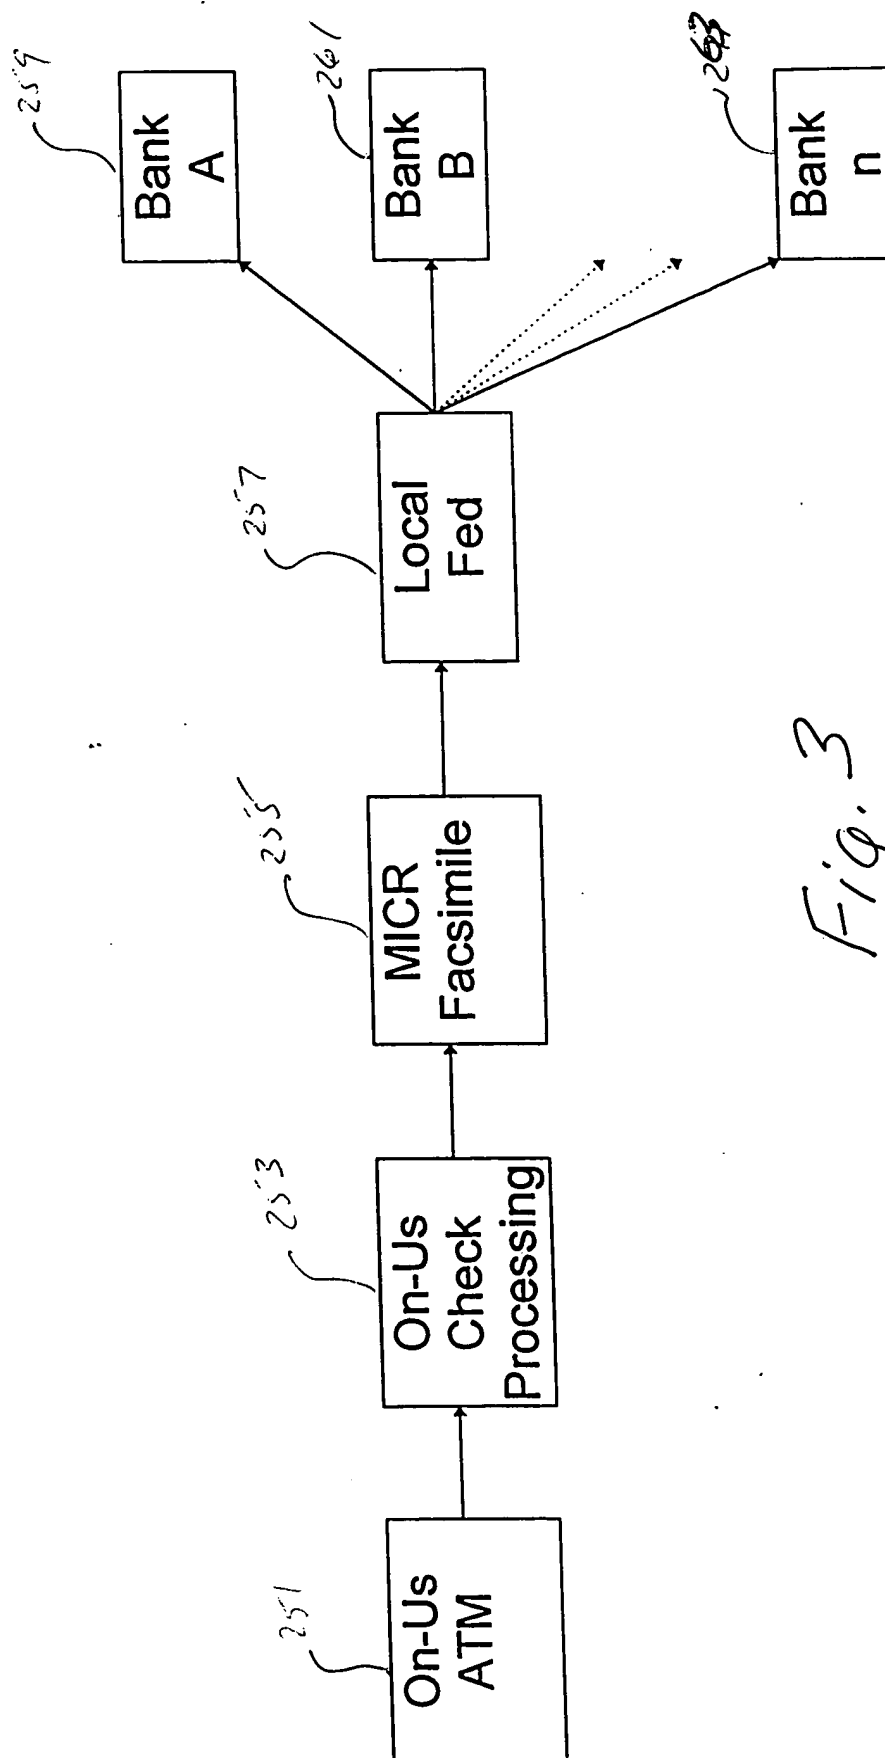 251
On-Us
ATM
253
On-Us
Check
Processing
255
MICR
Facsimile
257
Local
Fed
259
Bank
A
261
Bank
B
Bank
n
Fig. 3